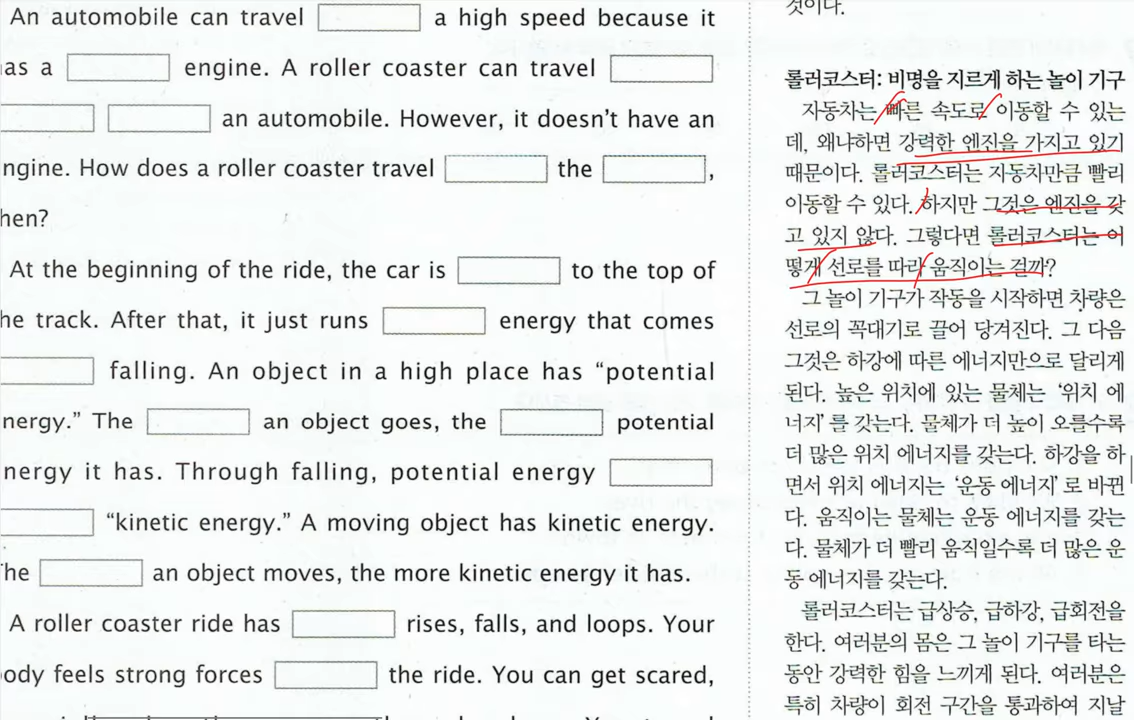 An automobile can travel a high speed because it
as a engine. A roller coaster can travel
an automobile. However, it doesn't have an
ngine. How does a roller coaster travel the ,
hen?
At the beginning of the ride, the car is to the top of
he track. After that, it just runs energy that comes
falling. An object in a high place has “potential
nergy.” The an object goes, the potential
nergy it has. Through falling, potential energy
“kinetic energy.” A moving object has kinetic energy.
he an object moves, the more kinetic energy it has.
A roller coaster ride has rises, falls, and loops. Your
ody feels strong forces the ride. You can get scared,
것이다.
롤러코스터: 비명을 지르게 하는 놀이 기구
자동차는 빠른 속도로 이동할 수 있는
데, 왜냐하면 강력한 엔진을 가지고 있기
때문이다. 롤러코스터는 자동차만큼 빨리
이동할 수 있다. 하지만 그것은 엔진을 갖
고 있지 않다. 그렇다면 롤러코스터는 어
떻게 선로를 따라 움직이는 걸까?
그 놀이 기구가 작동을 시작하면 차량은
선로의 꼭대기로 끌어 당겨진다. 그 다음
그것은 하강에 따른 에너지만으로 달리게
된다. 높은 위치에 있는 물체는 ‘위치 에
너지’를 갖는다. 물체가 더 높이 오를수록
더 많은 위치 에너지를 갖는다. 하강을 하
면서 위치 에너지는 ‘운동 에너지’로 바뀐
다. 움직이는 물체는 운동 에너지를 갖는
다. 물체가 더 빨리 움직일수록 더 많은 운
동 에너지를 갖는다.
롤러코스터는 급상승, 급하강, 급회전을
한다. 여러분의 몸은 그 놀이 기구를 타는
동안 강력한 힘을 느끼게 된다. 여러분은
특히 차량이 회전 구간을 통과하여 지날